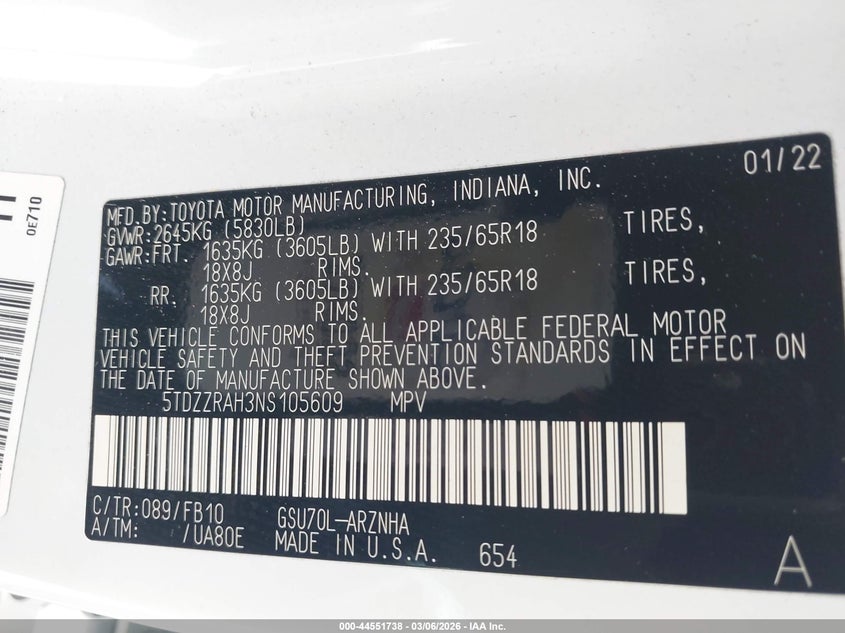 01/22
MFD.BY:TOYOTA MOTOR MANUFACTURING, INDIANA, INC.
GVWR:2645KG (5830LB)
GAWR:FRT. 1635KG (3605LB) WITH 235/65R18 TIRES,
18X8J RIMS.
RR. 1635KG (3605LB) WITH 235/65R18 TIRES,
18X8J RIMS.
THIS VEHICLE CONFORMS TO ALL APPLICABLE FEDERAL MOTOR
VEHICLE SAFETY AND THEFT PREVENTION STANDARDS IN EFFECT ON
THE DATE OF MANUFACTURE SHOWN ABOVE.
5TDZZRAH3NS105609 MPV
C/TR:089/FB10 GSU70L-ARZNHA
A/TM: /UA80E MADE IN U.S.A. 654
A
0E710
000-44551738 - 03/06/2026 - IAA Inc.